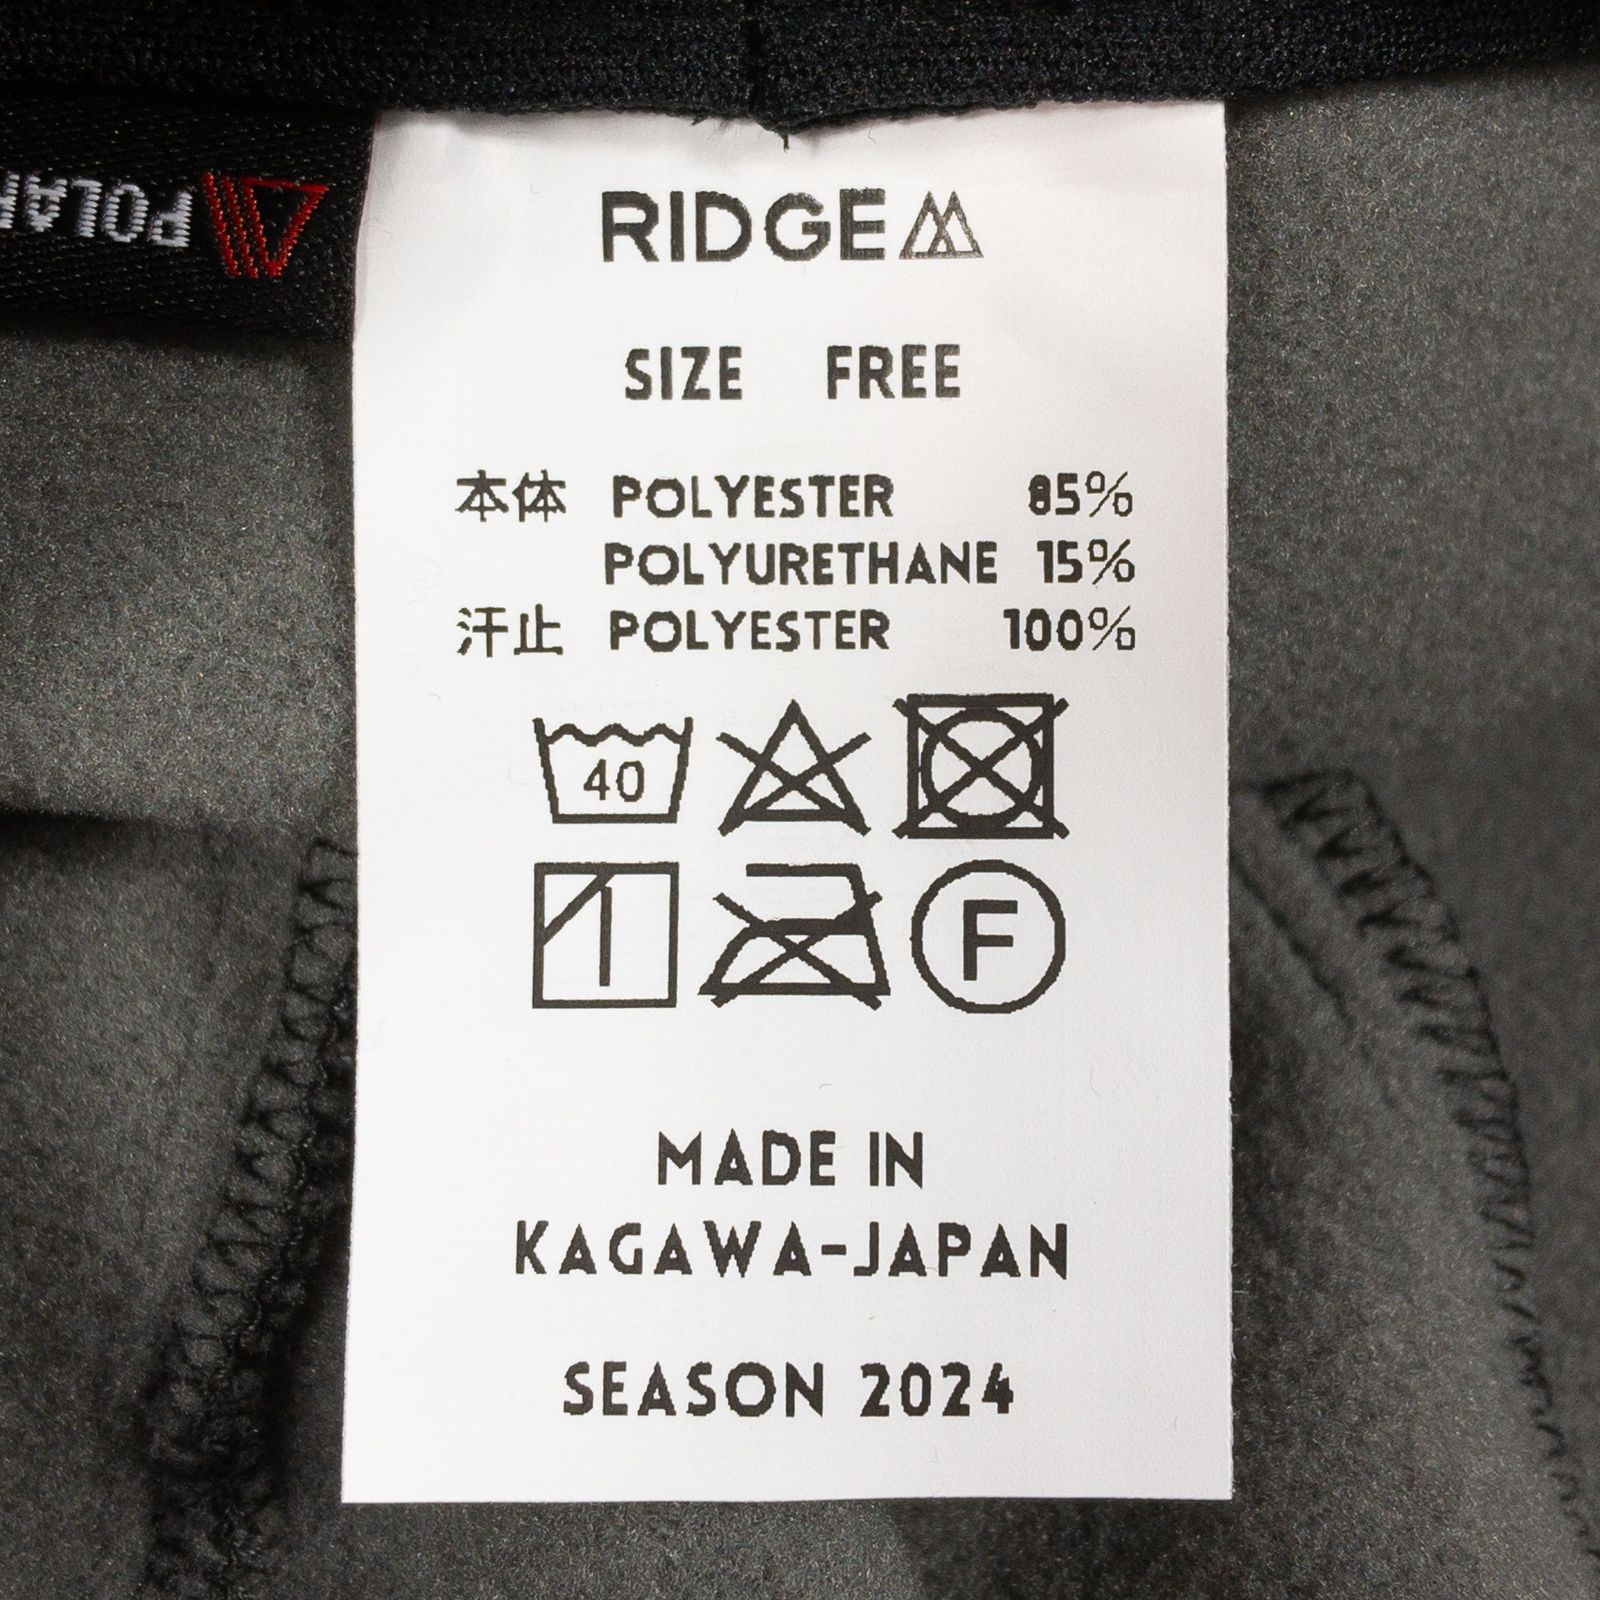 POLAR
RIDGE
SIZE FREE
本体 POLYESTER 85%
POLYURETHANE 15%
汗止 POLYESTER 100%
40
F
MADE IN
KAGAWA-JAPAN
SEASON 2024